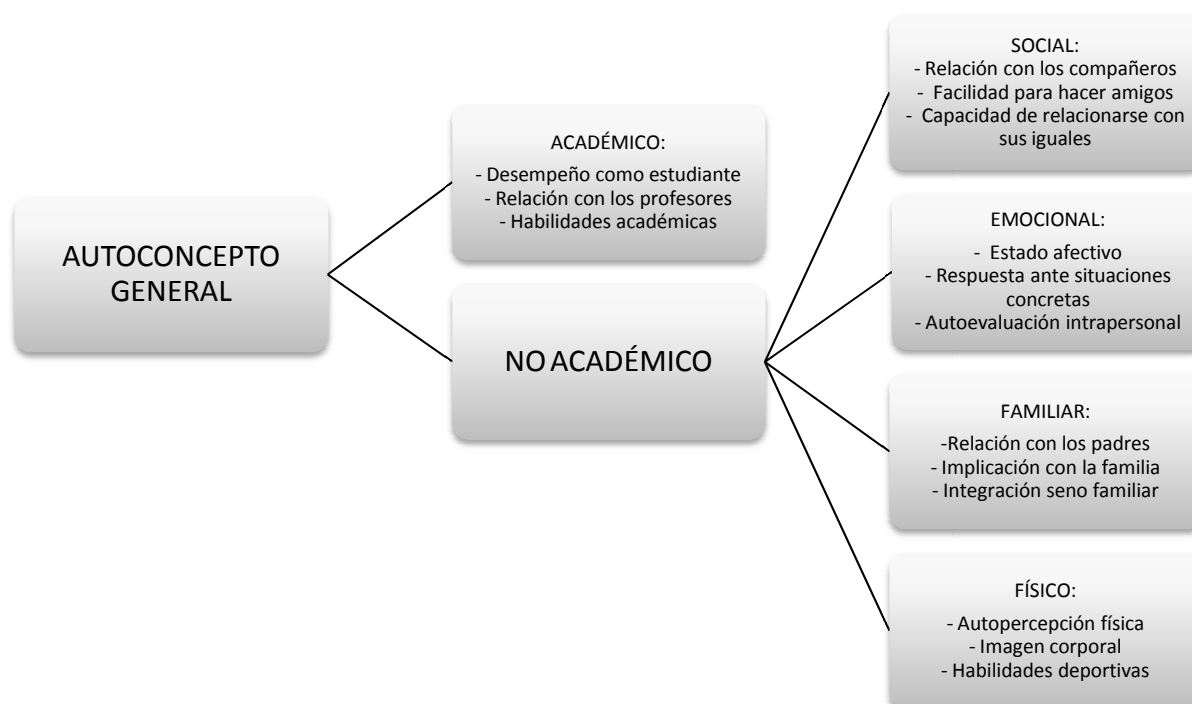 AUTOCONCEPTO
GENERAL
ACADÉMICO:
- Desempeño como estudiante
- Relación con los profesores
- Habilidades académicas
NO ACADÉMICO
SOCIAL:
- Relación con los compañeros
- Facilidad para hacer amigos
- Capacidad de relacionarse con
sus iguales
EMOCIONAL:
- Estado afectivo
- Respuesta ante situaciones
concretas
- Autoevaluación intrapersonal
FAMILIAR:
-Relación con los padres
- Implicación con la familia
- Integración seno familiar
FÍSICO:
- Autopercepción física
- Imagen corporal
- Habilidades deportivas